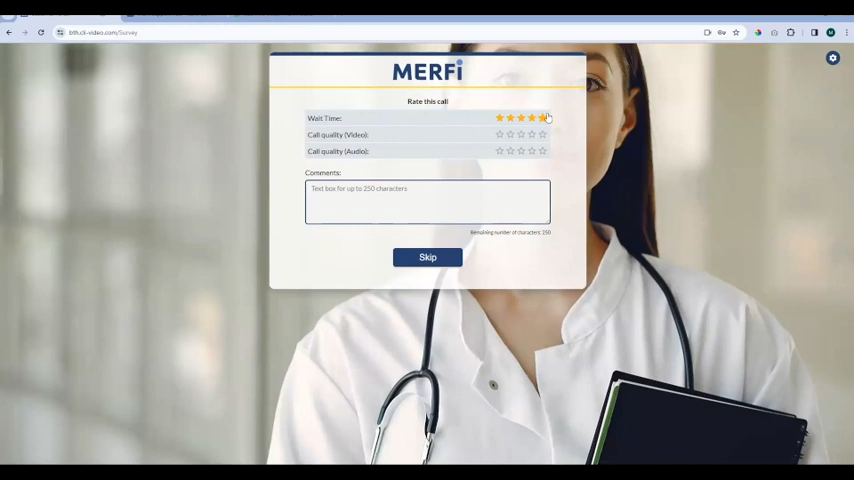 bth.cli-video.com/Survey
MERFi
Rate this call
Wait Time:
Call quality (Video):
Call quality (Audio):
Comments:
Text box for up to 250 characters
Remaining number of characters: 250
Skip